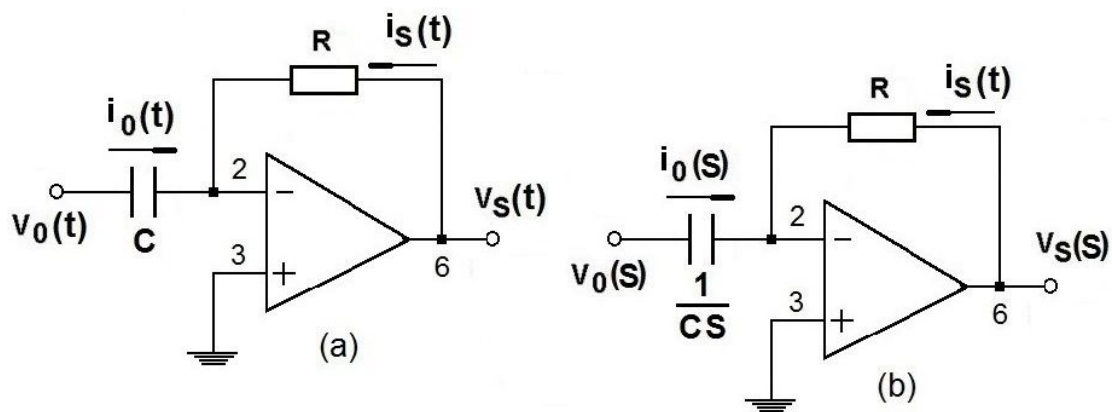 R
iS(t)
i0(t)
2
−
v0(t)
C
3
+
6
vS(t)
(a)
R
iS(t)
i0(S)
2
−
v0(S)
1
CS
3
+
6
vS(S)
(b)